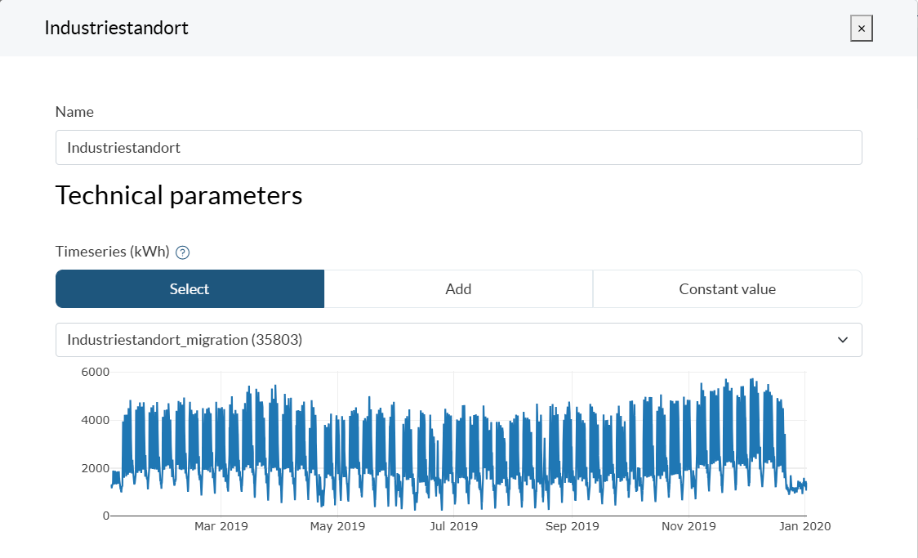 Industriestandort
×
Name
Industriestandort
Technical parameters
Timeseries (kWh) ?
Select Add Constant value
Industriestandort_migration (35803)
6000
4000
2000
0
Mar 2019 May 2019 Jul 2019 Sep 2019 Nov 2019 Jan 2020